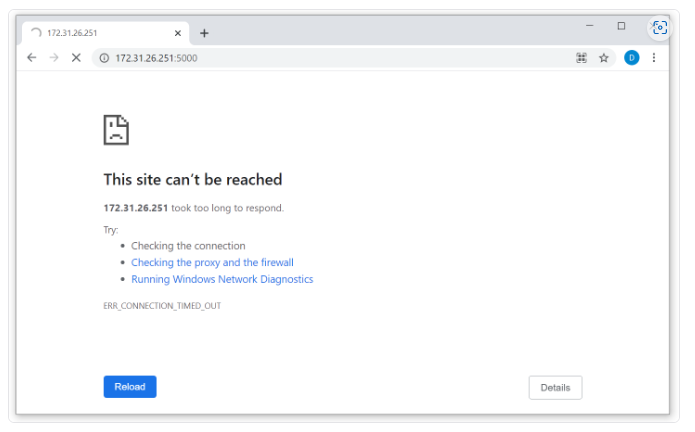 172.31.26.251
172.31.26.251:5000
D
This site can't be reached
172.31.26.251 took too long to respond.
Try:
Checking the connection
Checking the proxy and the firewall
Running Windows Network Diagnostics
ERR_CONNECTION_TIMED_OUT
Reload
Details